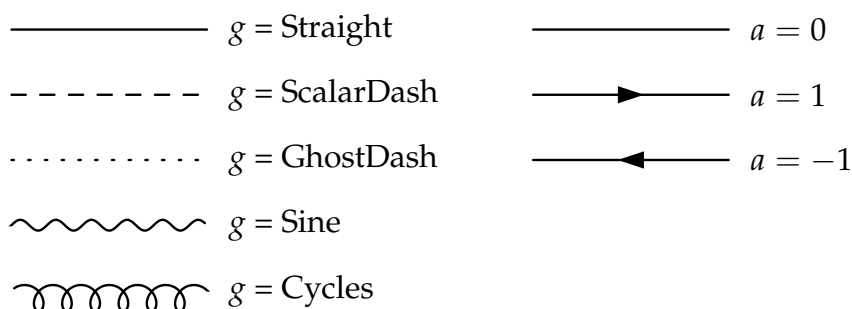 g = Straight
a = 0
g = ScalarDash
a = 1
g = GhostDash
a = −1
g = Sine
g = Cycles